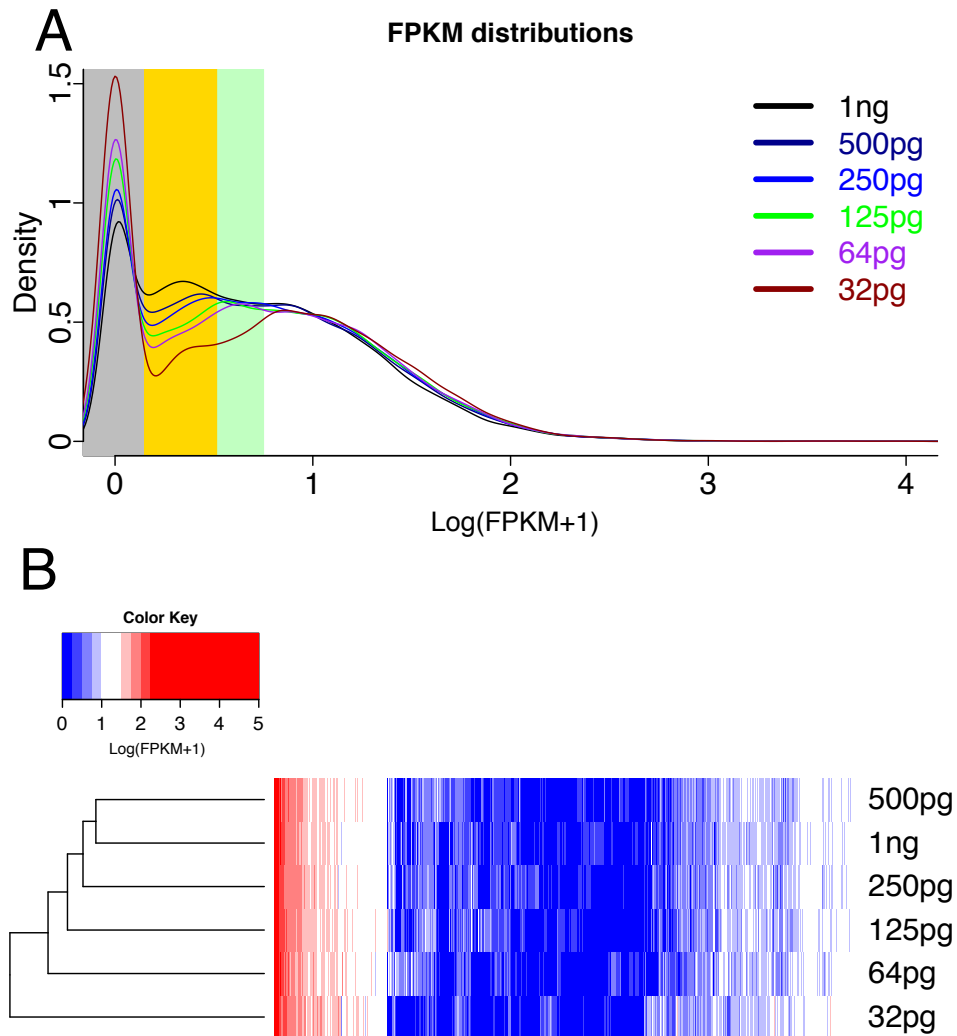 A
FPKM distributions
1.5
1
0.5
0
Density
1ng
500pg
250pg
125pg
64pg
32pg
0 1 2 3 4
Log(FPKM+1)
B
Color Key
0 1 2 3 4 5
Log(FPKM+1)
500pg
1ng
250pg
125pg
64pg
32pg